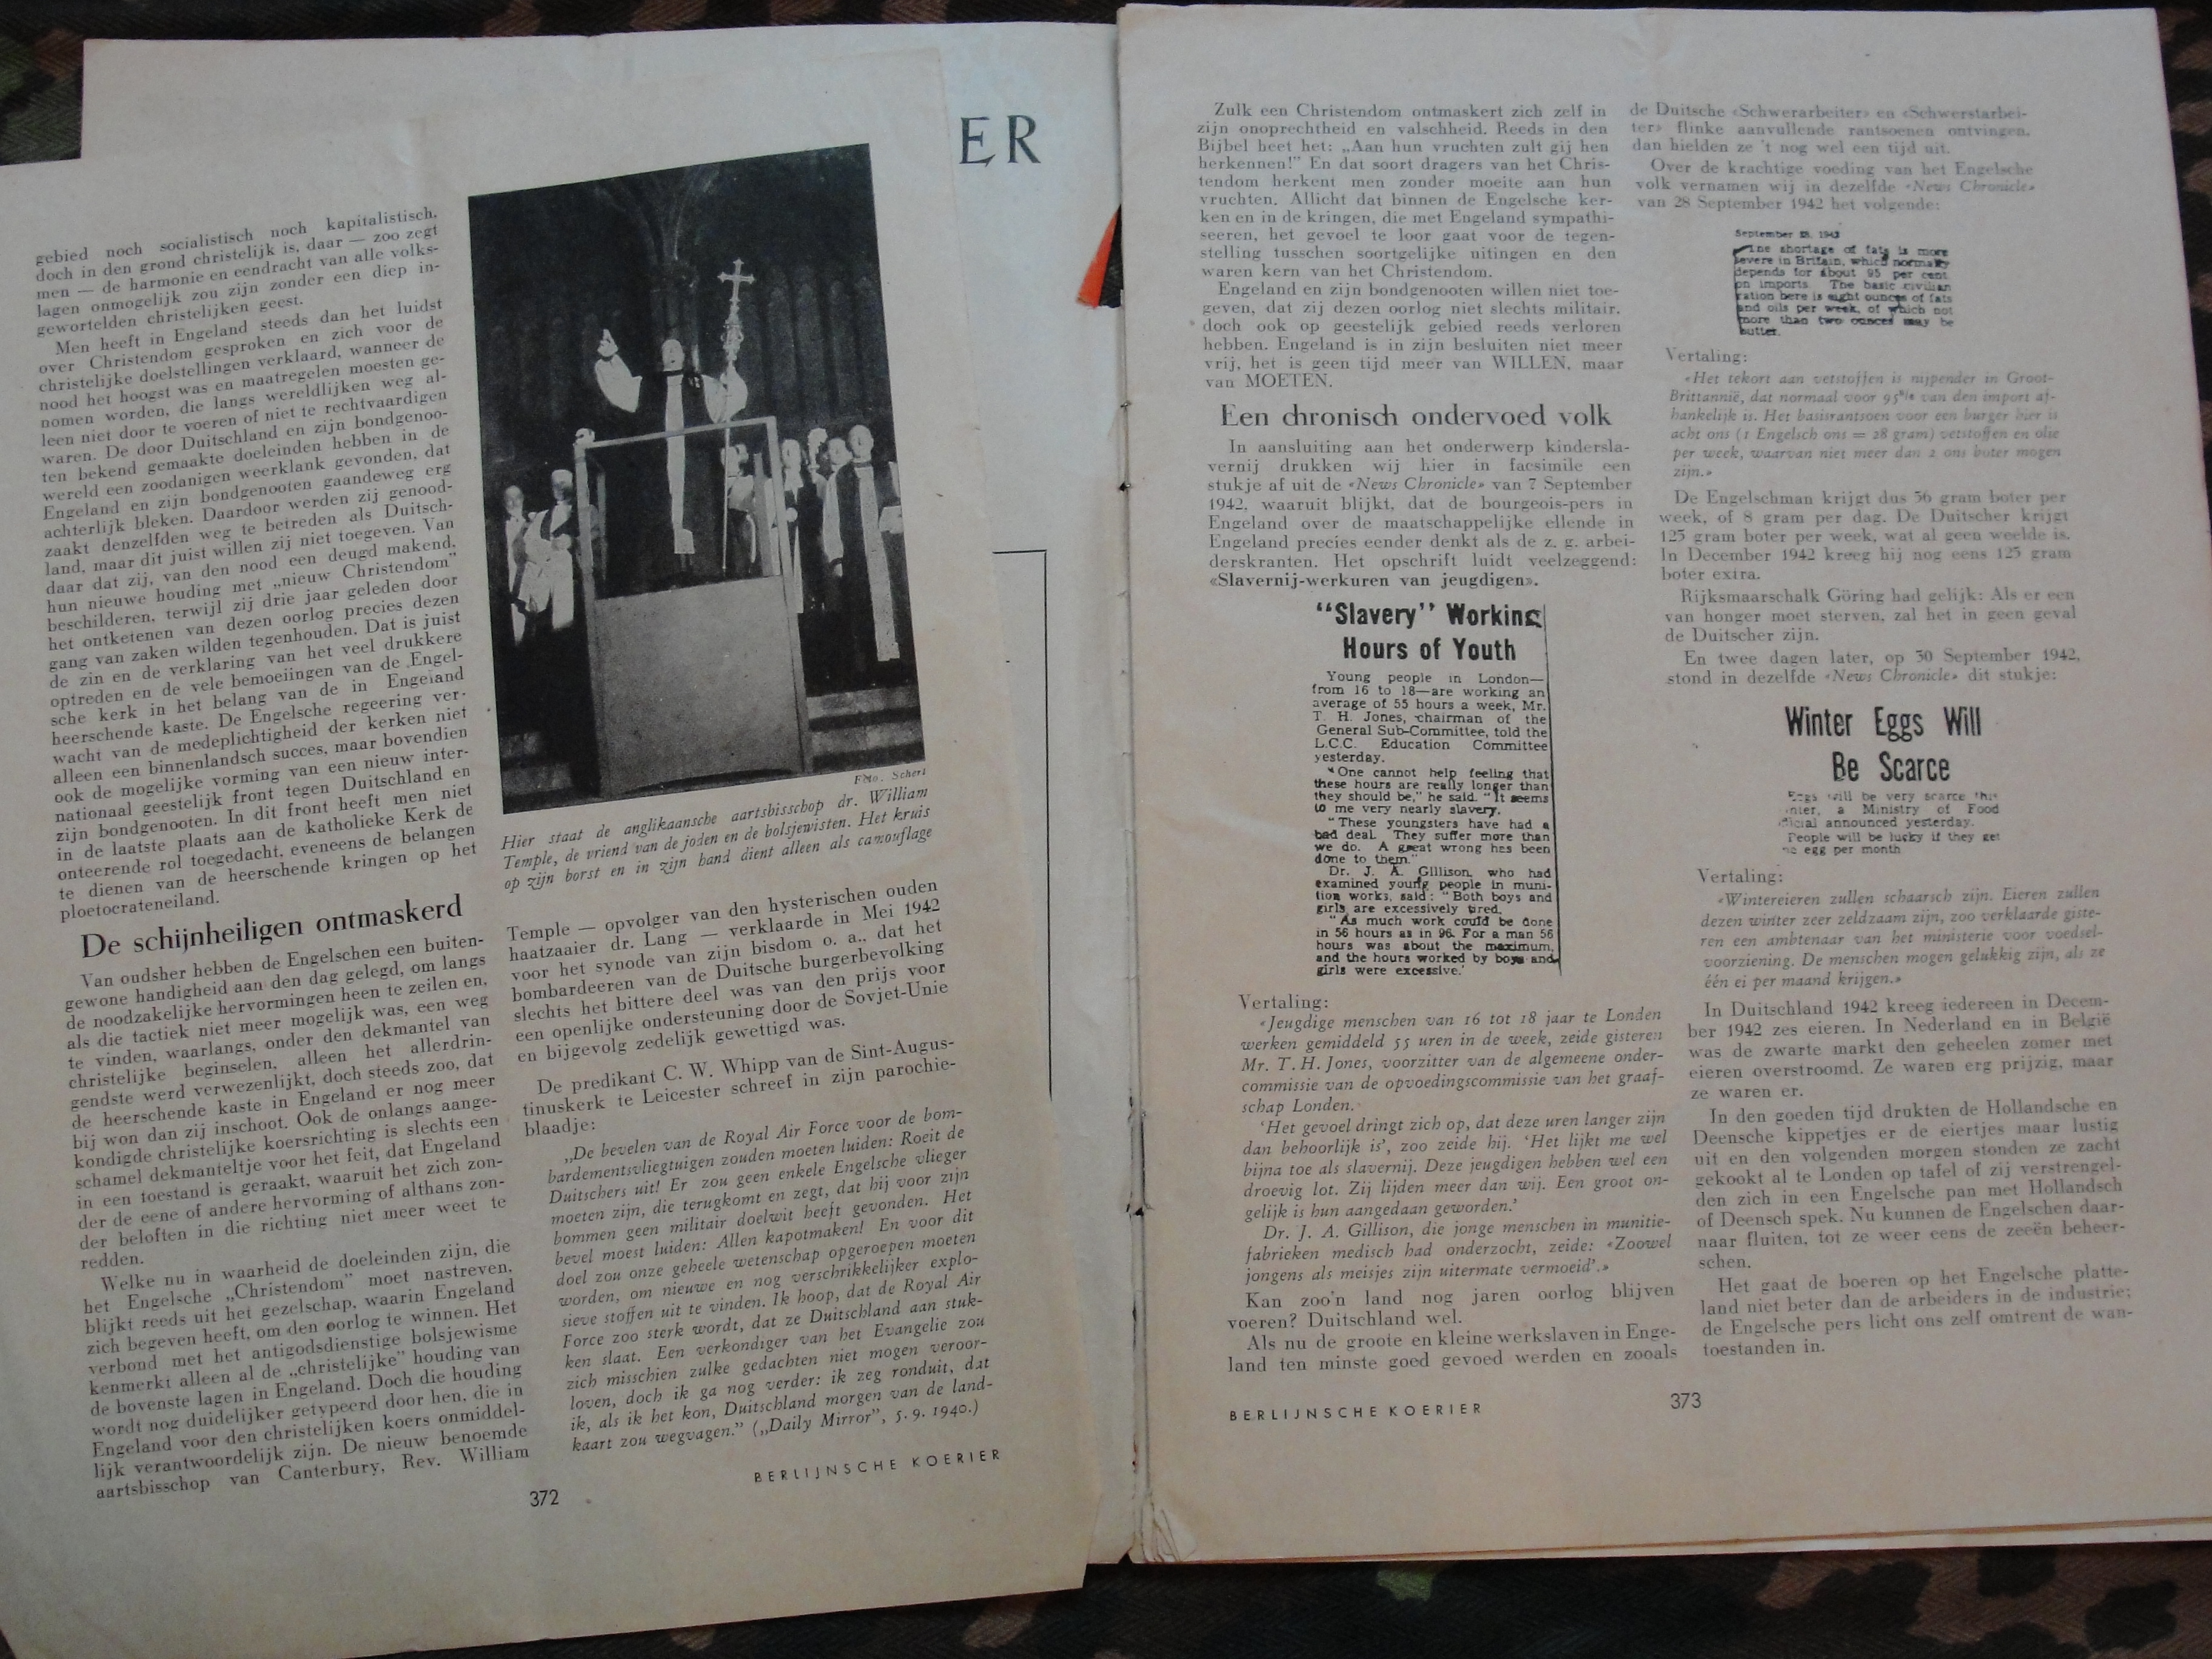 gebied noch socialistisch noch kapitalistisch,
doch in den grond christelijk is, daar — zoo zegt
men — de harmonie en eendracht van alle volks-
lagen onmogelijk zou zijn zonder een diep in-
gewortelden christelijken geest.
Men heeft in Engeland steeds dan het luidst
over Christendom gesproken en zich voor de
christelijke doelstellingen verklaard, wanneer de
nood het hoogst was en maatregelen moesten ge-
nomen worden, die langs wereldlijken weg al-
leen niet door te voeren of niet te rechtvaardigen
waren. De door Duitschland en zijn bondgenoo-
ten bekend gemaakte doeleinden hebben in de
wereld een zoodanigen weerklank gevonden, dat
Engeland en zijn bondgenooten gaandeweg erg
achterlijk bleken. Daardoor werden zij genood-
zaakt denzelfden weg te betreden als Duitsch-
land, maar dit juist willen zij niet toegeven. Van
daar dat zij, van den nood een deugd makend,
hun nieuwe houding met „nieuw Christendom”
beschilderen, terwijl zij drie jaar geleden door
het ontketenen van dezen oorlog precies dezen
gang van zaken wilden tegenhouden. Dat is juist
de zin en de verklaring van het veel drukkere
optreden en de vele bemoeiingen van de Engel-
sche kerk in het belang van de in Engeland
heerschende kaste. De Engelsche regeering ver-
wacht van de medeplichtigheid der kerken niet
alleen een binnenlandsch succes, maar bovendien
ook de mogelijke vorming van een nieuw inter-
nationaal geestelijk front tegen Duitschland en
zijn bondgenooten. In dit front heeft men niet
in de laatste plaats aan de katholieke Kerk de
onteerende rol toegedacht, eveneens de belangen
te dienen van de heerschende kringen op het
ploetocrateneiland.
De schijnheiligen ontmaskerd
Van oudsher hebben de Engelschen een buiten-
gewone handigheid aan den dag gelegd, om langs
de noodzakelijke hervormingen heen te zeilen en,
als die tactiek niet meer mogelijk was, een weg
te vinden, waarlangs, onder den dekmantel van
christelijke beginselen, alleen het allerdrin-
gendste werd verwezenlijkt, doch steeds zoo, dat
de heerschende kaste in Engeland er nog meer
bij won dan zij inschoot. Ook de onlangs aange-
kondigde christelijke koersrichting is slechts een
schamel dekmanteltje voor het feit, dat Engeland
in een toestand is geraakt, waaruit het zich zon-
der de eene of andere hervorming of althans zon-
der beloften in die richting niet meer weet te
redden.
Welke nu in waarheid de doeleinden zijn, die
het Engelsche „Christendom” moet nastreven,
blijkt reeds uit het gezelschap, waarin Engeland
zich begeven heeft, om den oorlog te winnen. Het
verbond met het antigodsdienstige bolsjewisme
kenmerkt alleen al de „christelijke” houding van
de bovenste lagen in Engeland. Doch die houding
wordt nog duidelijker getypeerd door hen, die in
Engeland voor den christelijken koers onmiddel-
lijk verantwoordelijk zijn. De nieuw benoemde
aartsbisschop van Canterbury, Rev. William
Foto. Scherl
Hier staat de anglikaansche aartsbisschop dr. William
Temple, de vriend van de joden en de bolsjewisten. Het kruis
op zijn borst en in zijn hand dient alleen als camouflage
Temple — opvolger van den hysterischen ouden
haatzaaier dr. Lang — verklaarde in Mei 1942
voor het synode van zijn bisdom o. a., dat het
bombardeeren van de Duitsche burgerbevolking
slechts het bittere deel was van den prijs voor
een openlijke ondersteuning door de Sovjet-Unie
en bijgevolg zedelijk gewettigd was.
De predikant C. W. Whipp van de Sint-Augus-
tinuskerk te Leicester schreef in zijn parochie-
blaadje:
„De bevelen van de Royal Air Force voor de bom-
bardementsvliegtuigen zouden moeten luiden: Roeit de
Duitschers uit! Er zou geen enkele Engelsche vlieger
moeten zijn, die terugkomt en zegt, dat hij voor zijn
bommen geen militair doelwit heeft gevonden. Het
bevel moest luiden: Allen kapotmaken! En voor dit
doel zou onze geheele wetenschap opgeroepen moeten
worden, om nieuwe en nog verschrikkelijker explo-
sieve stoffen uit te vinden. Ik hoop, dat de Royal Air
Force zoo sterk wordt, dat ze Duitschland aan stuk-
ken slaat. Een verkondiger van het Evangelie zou
zich misschien zulke gedachten niet mogen veroor-
loven, doch ik ga nog verder: ik zeg ronduit, dat
ik, als ik het kon, Duitschland morgen van de land-
kaart zou wegvagen.” („Daily Mirror”, 5. 9. 1940.)
BERLIJNSCHE KOERIER
372
ER
Zulk een Christendom ontmaskert zich zelf in
zijn onoprechtheid en valschheid. Reeds in den
Bijbel heet het: „Aan hun vruchten zult gij hen
herkennen!” En dat soort dragers van het Chris-
tendom herkent men zonder moeite aan hun
vruchten. Allicht dat binnen de Engelsche ker-
ken en in de kringen, die met Engeland sympathi-
seeren, het gevoel te loor gaat voor de tegen-
stelling tusschen soortgelijke uitingen en den
waren kern van het Christendom.
Engeland en zijn bondgenooten willen niet toe-
geven, dat zij dezen oorlog niet slechts militair,
doch ook op geestelijk gebied reeds verloren
hebben. Engeland is in zijn besluiten niet meer
vrij, het is geen tijd meer van WILLEN, maar
van MOETEN.
Een chronisch ondervoed volk
In aansluiting aan het onderwerp kindersla-
vernij drukken wij hier in facsimile een
stukje af uit de «News Chronicle» van 7 September
1942, waaruit blijkt, dat de bourgeois-pers in
Engeland over de maatschappelijke ellende in
Engeland precies eender denkt als de z. g. arbei-
derskranten. Het opschrift luidt veelzeggend:
«Slavernij-werkuren van jeugdigen».
"Slavery" Working
Hours of Youth
Young people in London—
from 16 to 18—are working an
average of 55 hours a week, Mr.
T. H. Jones, chairman of the
General Sub-Committee, told the
L.C.C. Education Committee
yesterday.
"One cannot help feeling that
these hours are really longer than
they should be," he said. "It seems
to me very nearly slavery.
"These youngsters have had a
bad deal. They suffer more than
we do. A great wrong has been
done to them."
Dr. J. A. Gillison, who had
examined young people in muni-
tion works, said: "Both boys and
girls are excessively tired.
"As much work could be done
in 56 hours as in 96. For a man 56
hours was about the maximum,
and the hours worked by boys and
girls were excessive."
Vertaling:
«Jeugdige menschen van 16 tot 18 jaar te Londen
werken gemiddeld 55 uren in de week, zeide gisteren
Mr. T. H. Jones, voorzitter van de algemeene onder-
commissie van de opvoedingscommissie van het graaf-
schap Londen.
'Het gevoel dringt zich op, dat deze uren langer zijn
dan behoorlijk is', zoo zeide hij. 'Het lijkt me wel
bijna toe als slavernij. Deze jeugdigen hebben wel een
droevig lot. Zij lijden meer dan wij. Een groot on-
gelijk is hun aangedaan geworden.'
Dr. J. A. Gillison, die jonge menschen in munitie-
fabrieken medisch had onderzocht, zeide: «Zoowel
jongens als meisjes zijn uitermate vermoeid'.»
Kan zoo'n land nog jaren oorlog blijven
voeren? Duitschland wel.
Als nu de groote en kleine werkslaven in Enge-
land ten minste goed gevoed werden en zooals
BERLIJNSCHE KOERIER
de Duitsche «Schwerarbeiter» en «Schwerstarbei-
ter» flinke aanvullende rantsoenen ontvingen,
dan hielden ze 't nog wel een tijd uit.
Over de krachtige voeding van het Engelsche
volk vernamen wij in dezelfde «News Chronicle»
van 28 September 1942 het volgende:
September 28. 1942
The shortage of fats is more
severe in Britain, which normally
depends for about 95 per cent
on imports. The basic civilian
ration here is eight ounces of fats
and oils per week, of which not
more than two ounces may be
butter.
Vertaling:
«Het tekort aan vetstoffen is nijpender in Groot-
Brittannië, dat normaal voor 95% van den import af-
hankelijk is. Het basisrantsoen voor een burger hier is
acht ons (1 Engelsch ons = 28 gram) vetstoffen en olie
per week, waarvan niet meer dan 2 ons boter mogen
zijn.»
De Engelschman krijgt dus 56 gram boter per
week, of 8 gram per dag. De Duitscher krijgt
125 gram boter per week, wat al geen weelde is.
In December 1942 kreeg hij nog eens 125 gram
boter extra.
Rijksmaarschalk Göring had gelijk: Als er een
van honger moet sterven, zal het in geen geval
de Duitscher zijn.
En twee dagen later, op 30 September 1942,
stond in dezelfde «News Chronicle» dit stukje:
Winter Eggs Will
Be Scarce
Eggs will be very scarce this
winter, a Ministry of Food
official announced yesterday.
People will be lucky if they get
one egg per month
Vertaling:
«Wintereieren zullen schaarsch zijn. Eieren zullen
dezen winter zeer zeldzaam zijn, zoo verklaarde giste-
ren een ambtenaar van het ministerie voor voedsel-
voorziening. De menschen mogen gelukkig zijn, als ze
één ei per maand krijgen.»
In Duitschland 1942 kreeg iedereen in Decem-
ber 1942 zes eieren. In Nederland en in België
was de zwarte markt den geheelen zomer met
eieren overstroomd. Ze waren erg prijzig, maar
ze waren er.
In den goeden tijd drukten de Hollandsche en
Deensche kippetjes er de eiertjes maar lustig
uit en den volgenden morgen stonden ze zacht
gekookt al te Londen op tafel of zij verstrengel-
den zich in een Engelsche pan met Hollandsch
of Deensch spek. Nu kunnen de Engelschen daar-
naar fluiten, tot ze weer eens de zeeën beheer-
schen.
Het gaat de boeren op het Engelsche platte-
land niet beter dan de arbeiders in de industrie;
de Engelsche pers licht ons zelf omtrent de wan-
toestanden in.
373